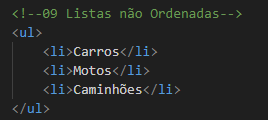 <!--09 Listas não Ordenadas-->
<ul>
    <li>Carros</li>
    <li>Motos</li>
    <li>Caminhões</li>
</ul>